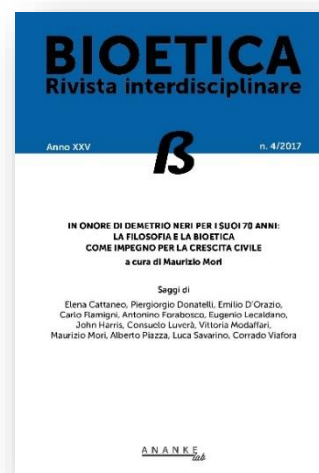 BIOETICA
Rivista interdisciplinare
Anno XXV n. 4/2017
ß
IN ONORE DI DEMETRIO NERI PER I SUOI 70 ANNI:
LA FILOSOFIA E LA BIOETICA
COME IMPEGNO PER LA CRESCITA CIVILE
a cura di Maurizio Mori
Saggi di
Elena Cattaneo, Piergiorgio Donatelli, Emilio D'Orazio,
Carlo Flamigni, Antonino Forabosco, Eugenio Lecaldano,
John Harris, Consuelo Luverà, Vittoria Modaffari,
Maurizio Mori, Alberto Piazza, Luca Savarino, Corrado Viafora
ANANKE
lab